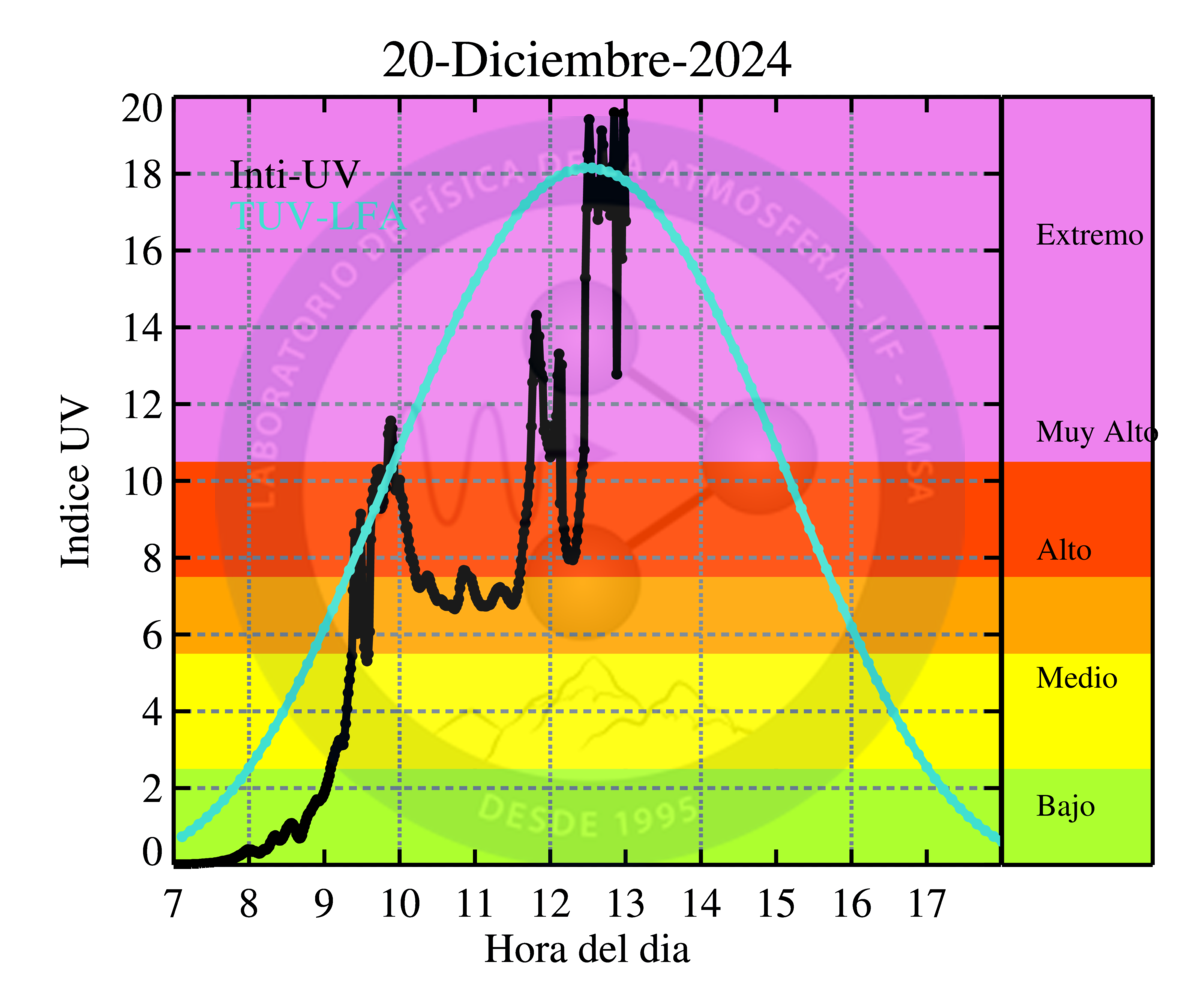 20-Diciembre-2024
Inti-UV
TUV-LFA
LABORATORIO DE FÍSICA DE LA ATMÓSFERA - IIF - UMSA
DESDE 1995
Indice UV
20
18
16
14
12
10
8
6
4
2
0
Extremo
Muy Alto
Alto
Medio
Bajo
7 8 9 10 11 12 13 14 15 16 17
Hora del dia